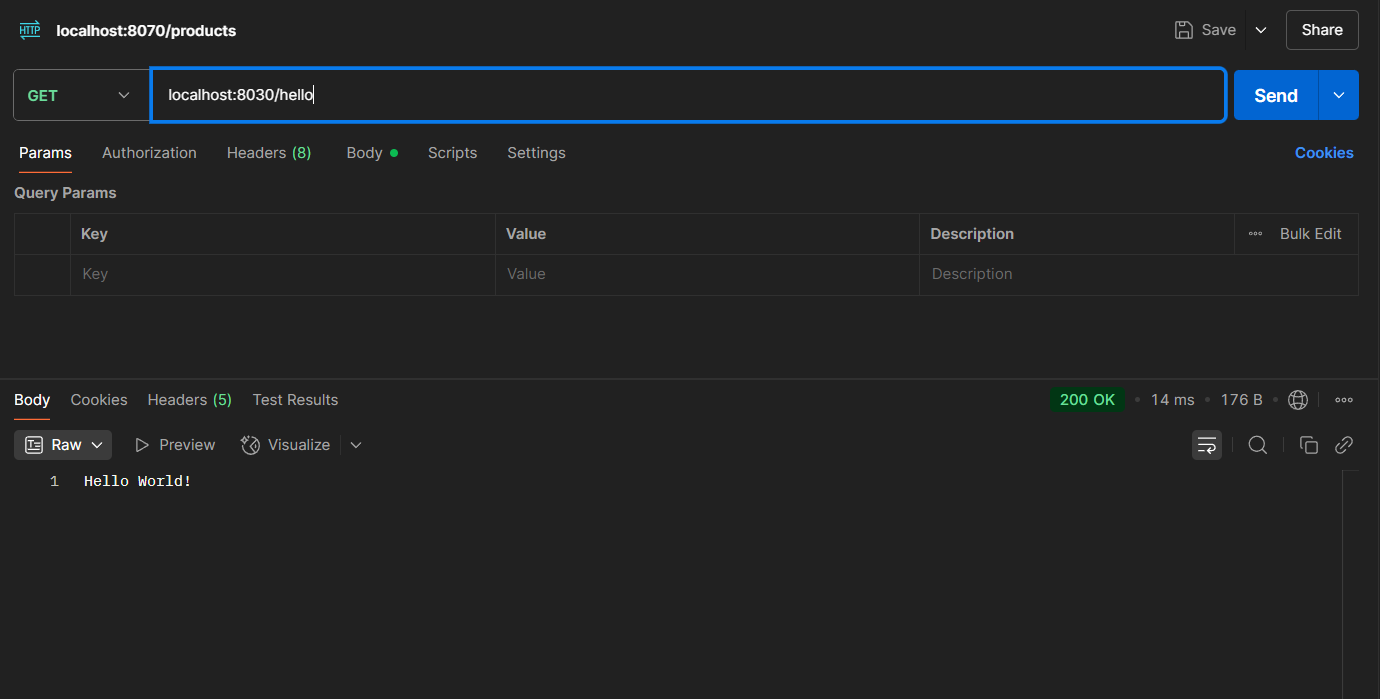 HTTP localhost:8070/products Save Share
GET localhost:8030/hello Send
Params Authorization Headers (8) Body Scripts Settings Cookies
Query Params
Key Value Description Bulk Edit
Key Value Description
Body Cookies Headers (5) Test Results 200 OK • 14 ms • 176 B •
Raw Preview Visualize
1 Hello World!